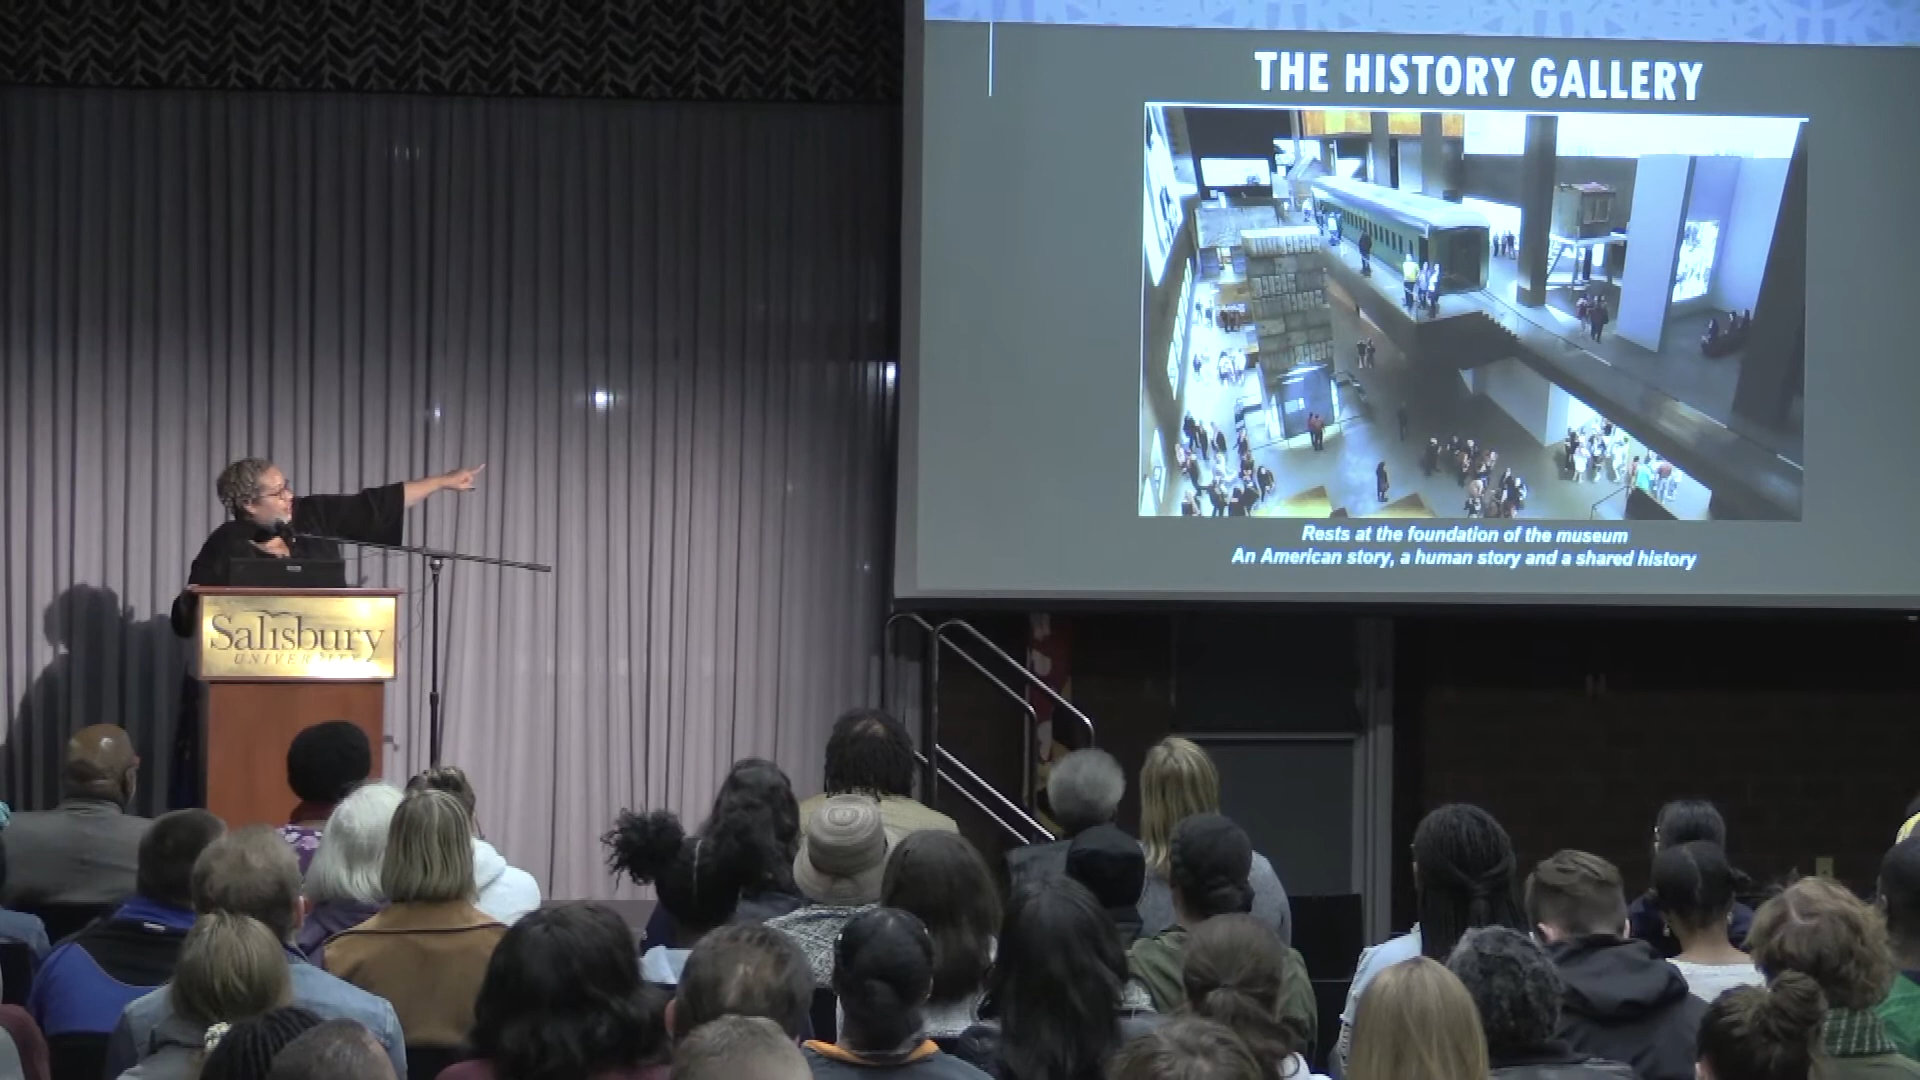 THE HISTORY GALLERY
Rests at the foundation of the museum
An American story, a human story and a shared history
Salisbury
UNIVERSITY